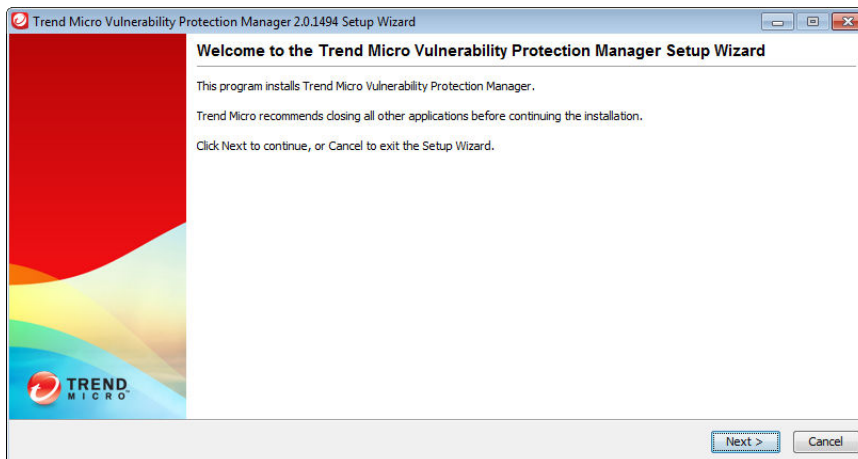 Trend Micro Vulnerability Protection Manager 2.0.1494 Setup Wizard
Welcome to the Trend Micro Vulnerability Protection Manager Setup Wizard
This program installs Trend Micro Vulnerability Protection Manager.
Trend Micro recommends closing all other applications before continuing the installation.
Click Next to continue, or Cancel to exit the Setup Wizard.
TREND
MICRO
Next >
Cancel